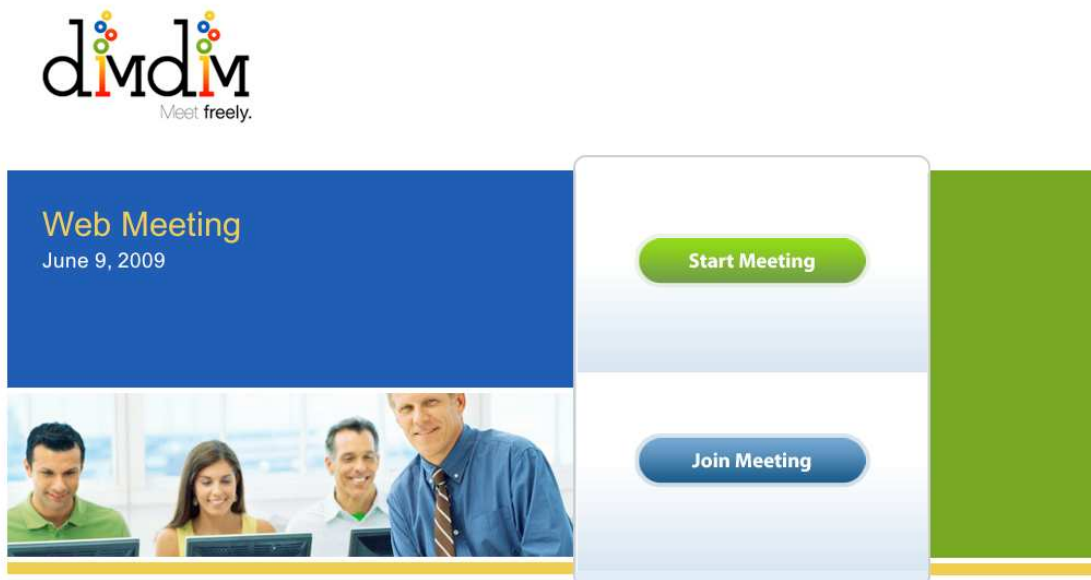 dimdim
Meet freely.
Web Meeting
June 9, 2009
Start Meeting
Join Meeting